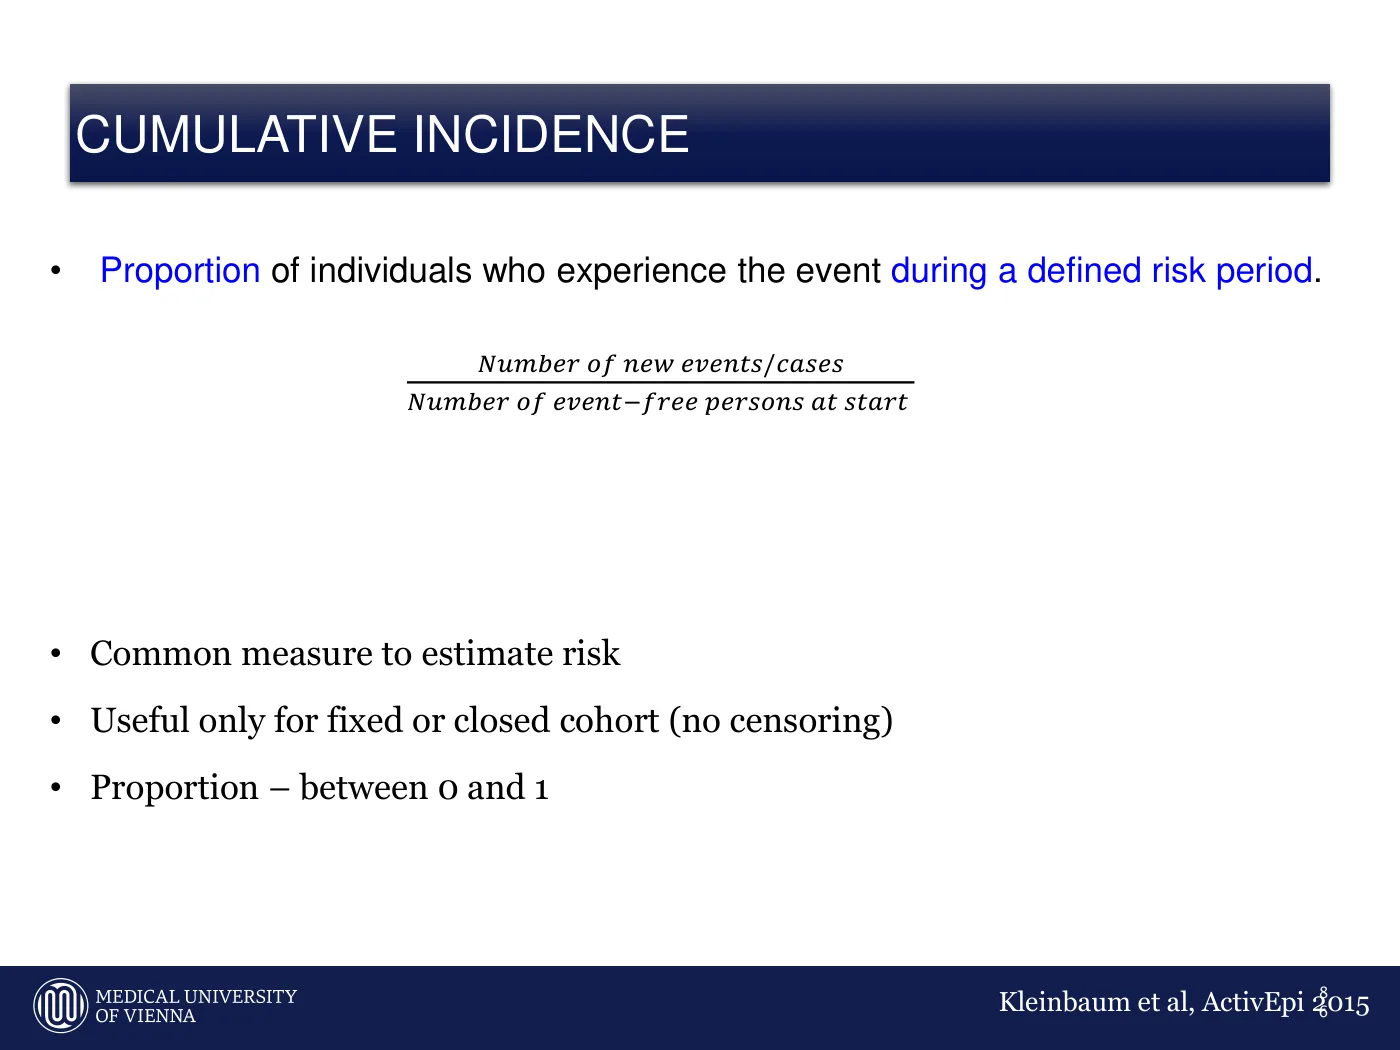 CUMULATIVE INCIDENCE
• Proportion of individuals who experience the event during a defined risk period.
Number of new events/cases
Number of event−free persons at start
• Common measure to estimate risk
• Useful only for fixed or closed cohort (no censoring)
• Proportion – between 0 and 1
MEDICAL UNIVERSITY
OF VIENNA
Kleinbaum et al, ActivEpi 2015